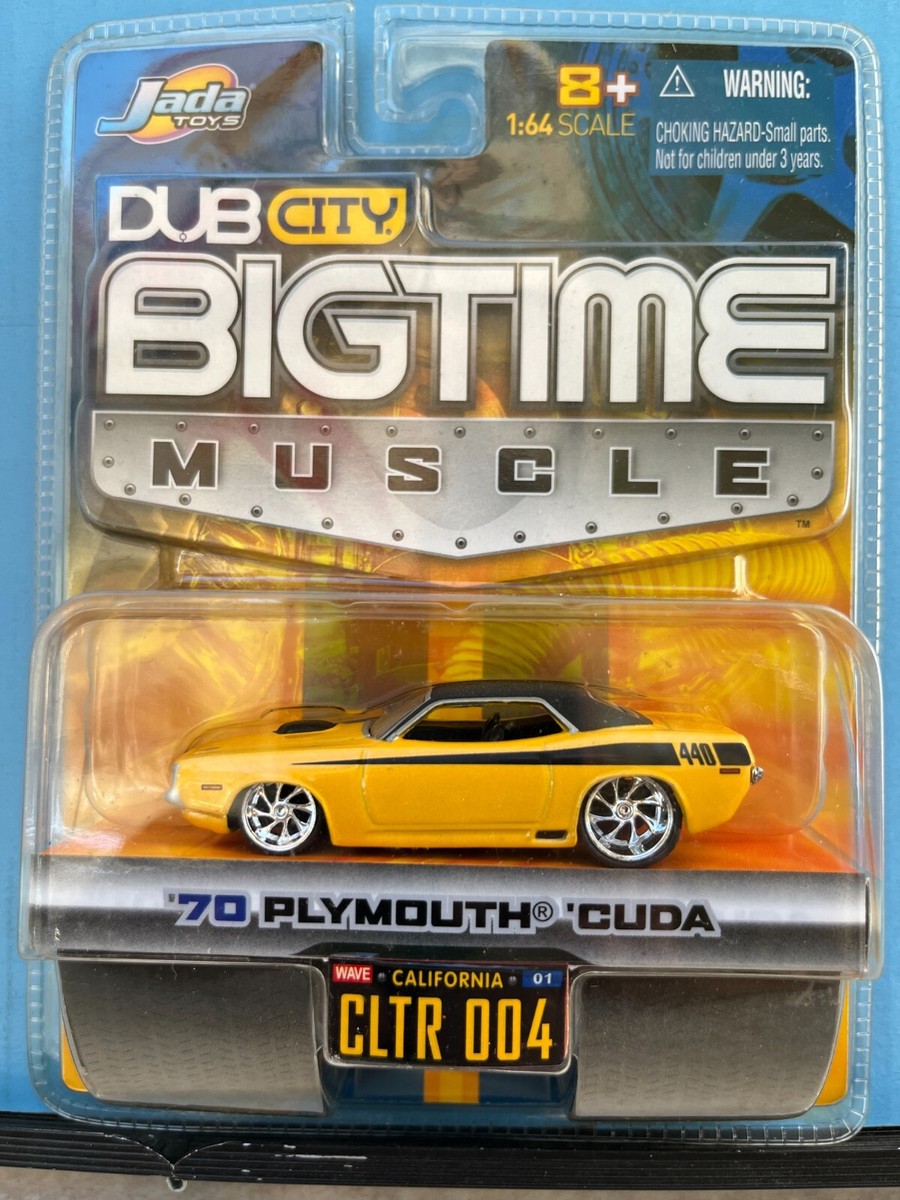 Jada
TOYS
8+
1:64 SCALE
WARNING:
CHOKING HAZARD-Small parts.
Not for children under 3 years.
DUB CITY®
BIGTIME
MUSCLE
TM
440
'70 PLYMOUTH® 'CUDA
WAVE CALIFORNIA 01
CLTR 004